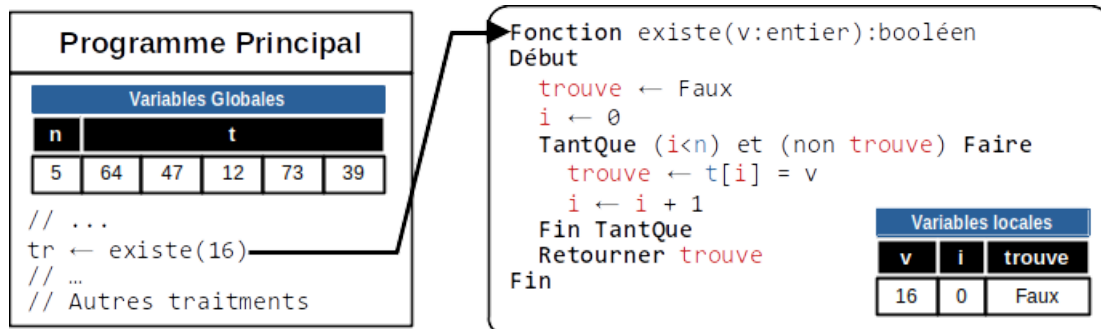 Programme Principal
Variables Globales
n t
5 64 47 12 73 39
// ...
tr ← existe(16)
// …
// Autres traitments
Fonction existe(v:entier):booléen
Début
trouve ← Faux
i ← 0
TantQue (i<n) et (non trouve) Faire
trouve ← t[i] = v
i ← i + 1
Fin TantQue
Retourner trouve
Fin
Variables locales
v i trouve
16 0 Faux